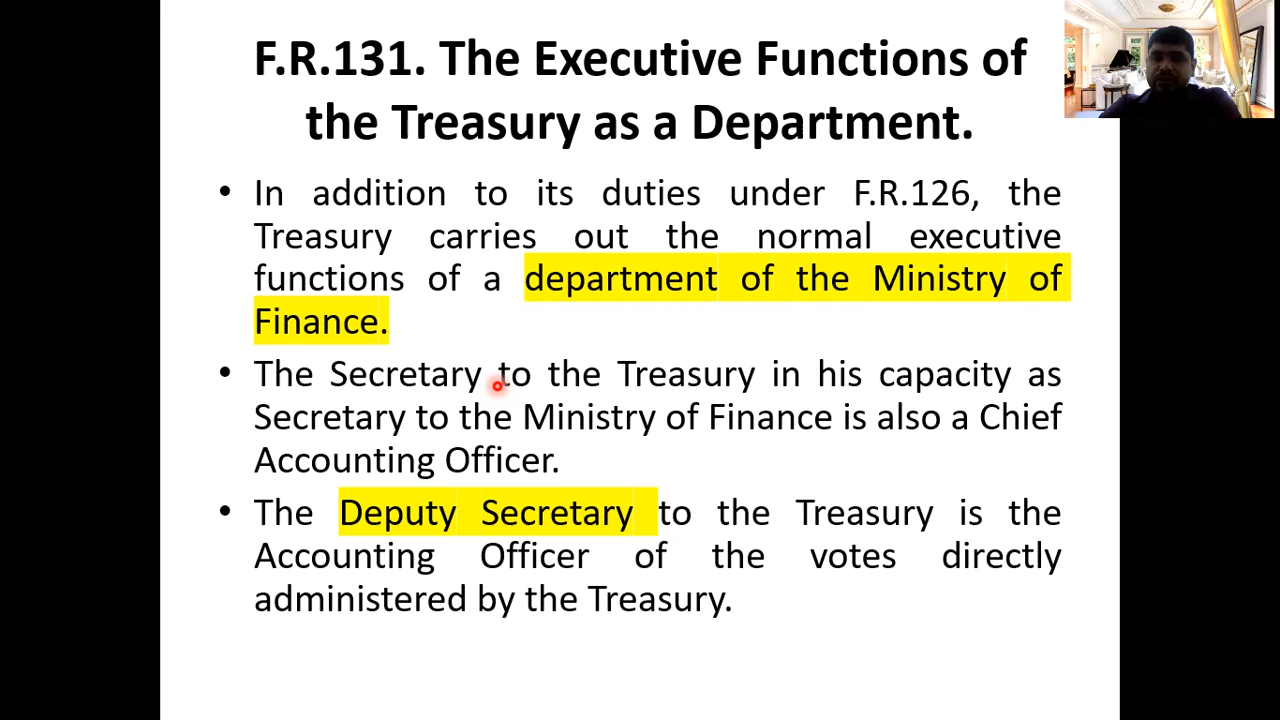 F.R.131. The Executive Functions of
the Treasury as a Department.
• In addition to its duties under F.R.126, the
Treasury carries out the normal executive
functions of a department of the Ministry of
Finance.
• The Secretary to the Treasury in his capacity as
Secretary to the Ministry of Finance is also a Chief
Accounting Officer.
• The Deputy Secretary to the Treasury is the
Accounting Officer of the votes directly
administered by the Treasury.